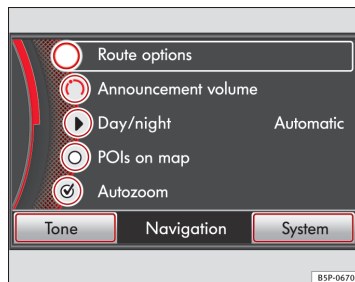 Route options
Announcement volume
Day/night Automatic
POIs on map
Autozoom
Tone Navigation System
B5P-0670